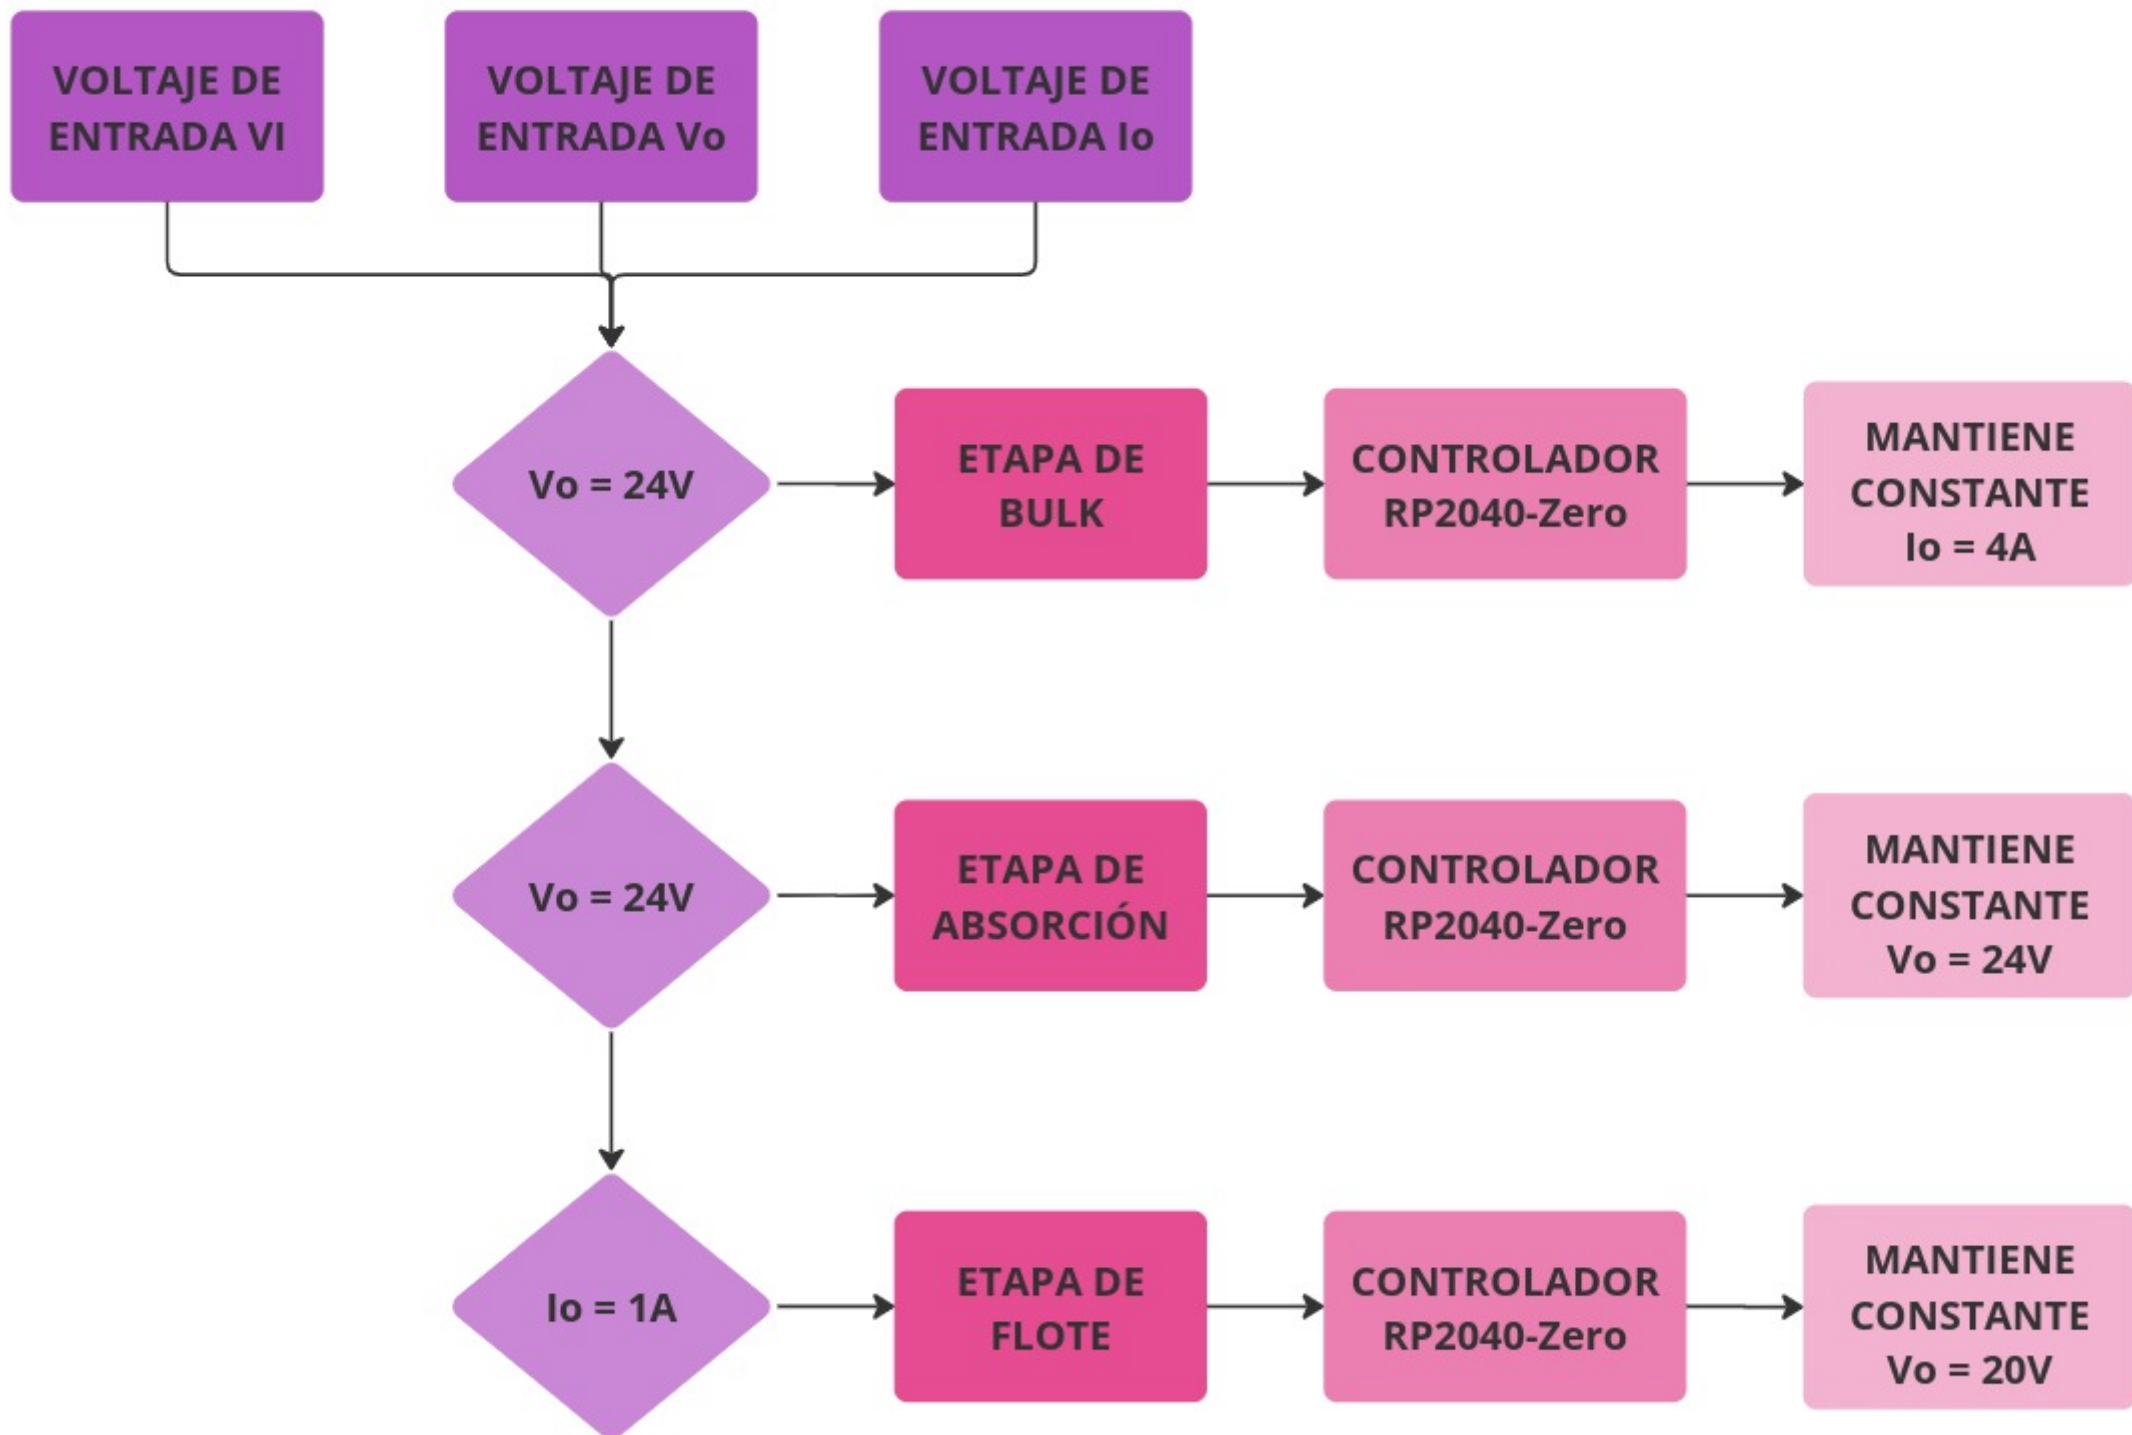 VOLTAJE DE
ENTRADA VI
VOLTAJE DE
ENTRADA Vo
VOLTAJE DE
ENTRADA Io
Vo = 24V
ETAPA DE
BULK
CONTROLADOR
RP2040-Zero
MANTIENE
CONSTANTE
Io = 4A
Vo = 24V
ETAPA DE
ABSORCIÓN
CONTROLADOR
RP2040-Zero
MANTIENE
CONSTANTE
Vo = 24V
Io = 1A
ETAPA DE
FLOTE
CONTROLADOR
RP2040-Zero
MANTIENE
CONSTANTE
Vo = 20V